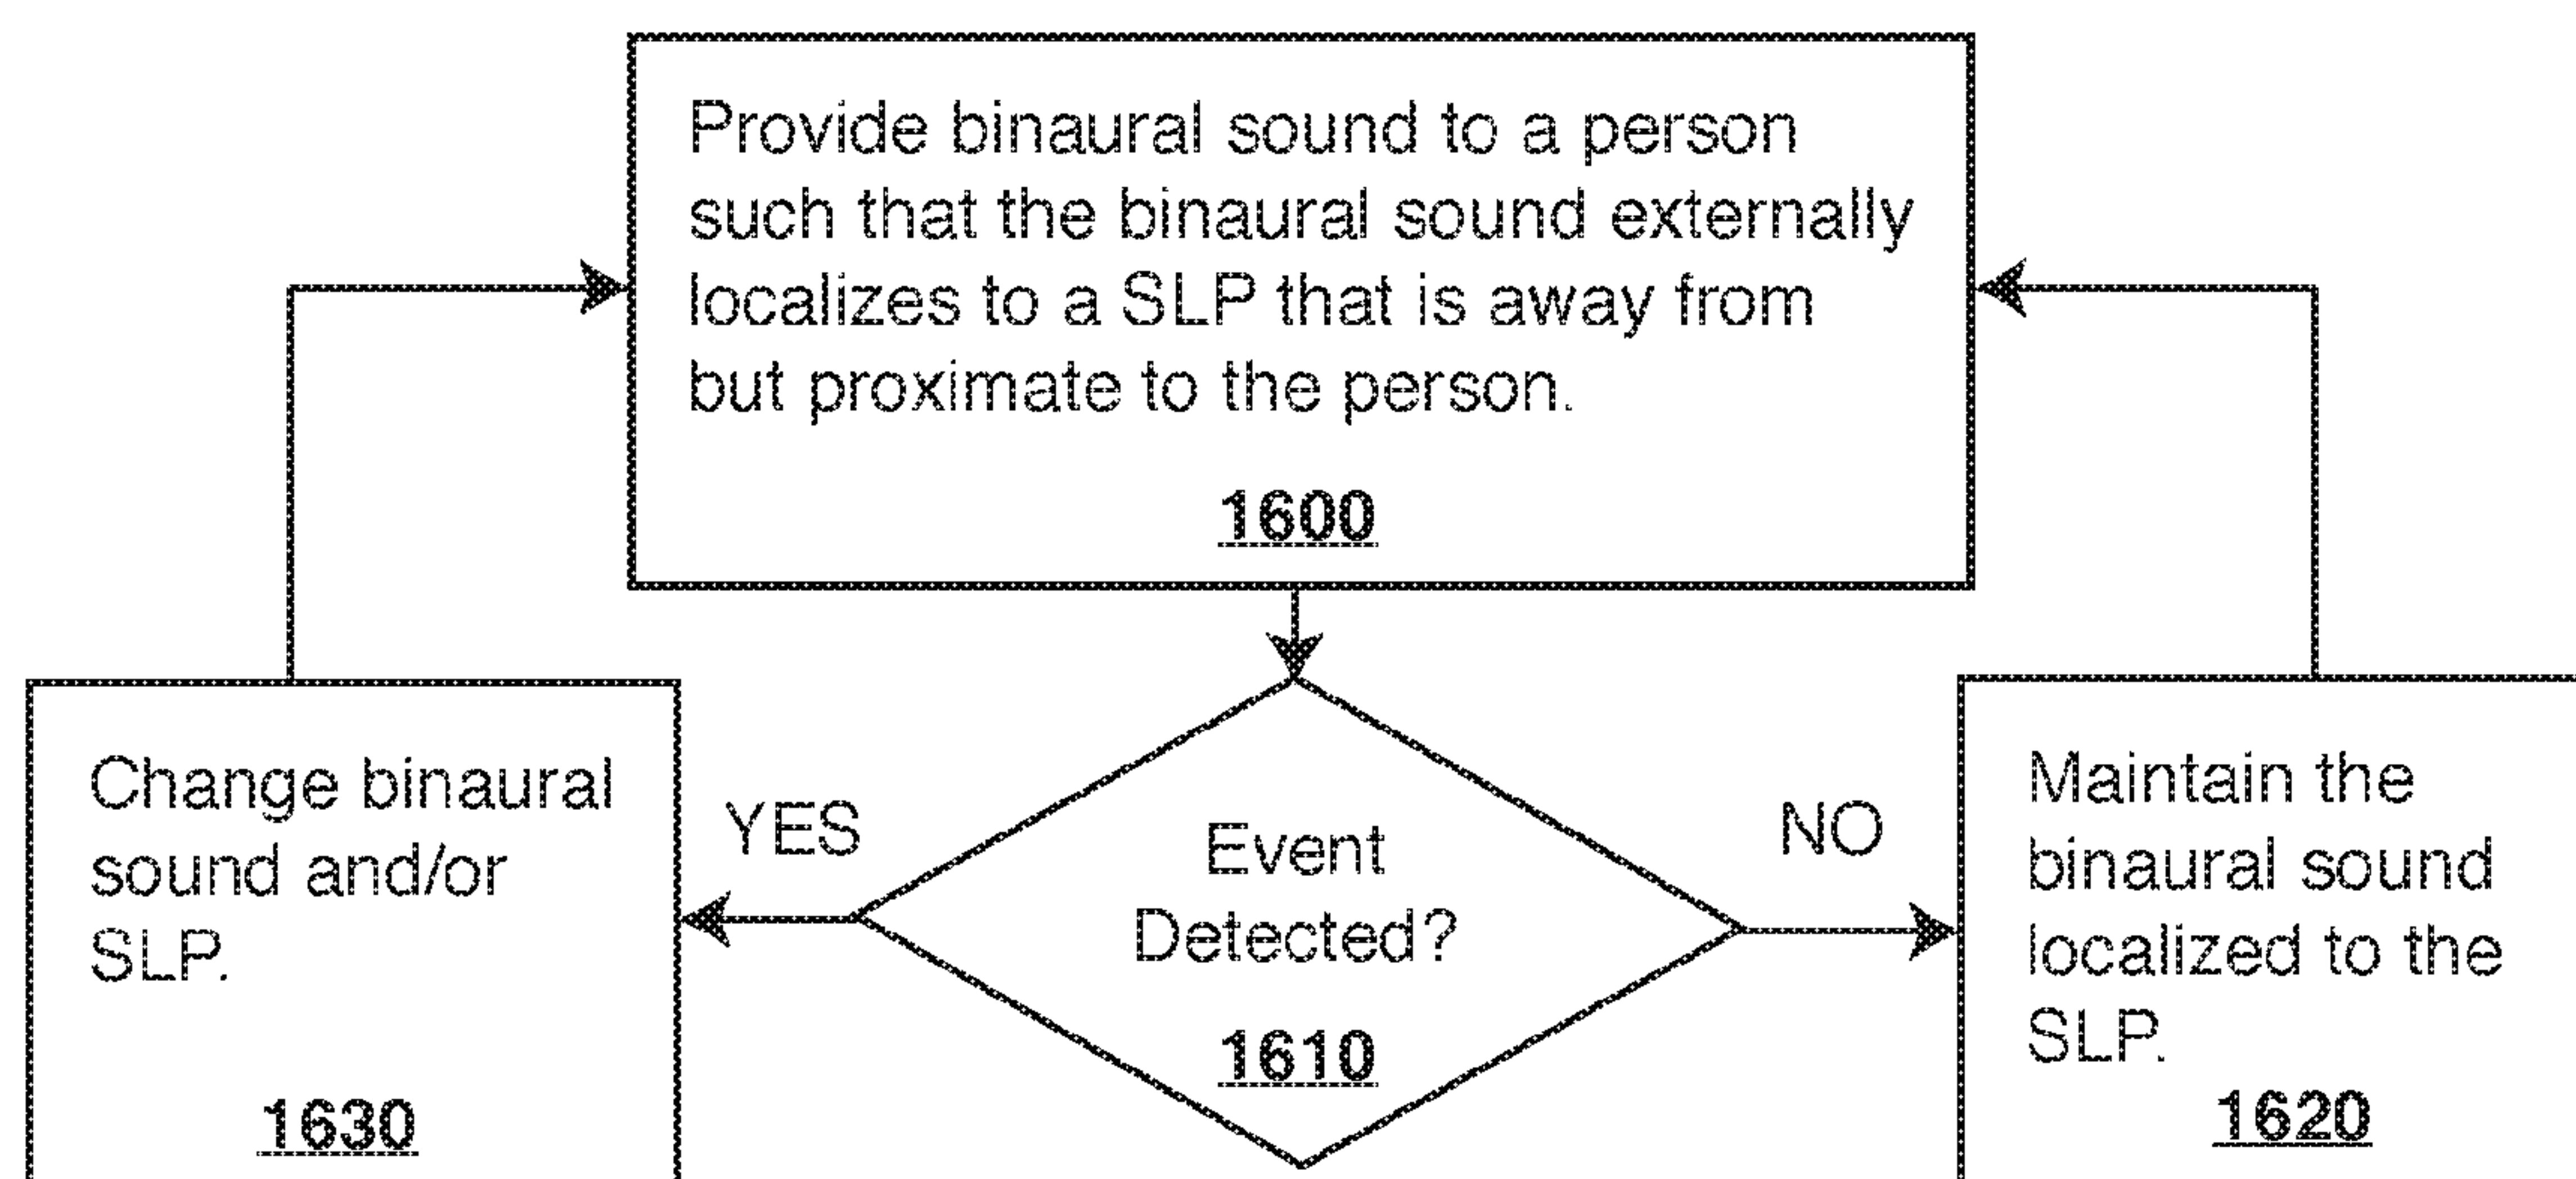 Provide binaural sound to a person
such that the binaural sound externally
localizes to a SLP that is away from
but proximate to the person.
1600
Change binaural
sound and/or
SLP.
1630
YES
Event
Detected?
1610
NO
Maintain the
binaural sound
localized to the
SLP.
1620